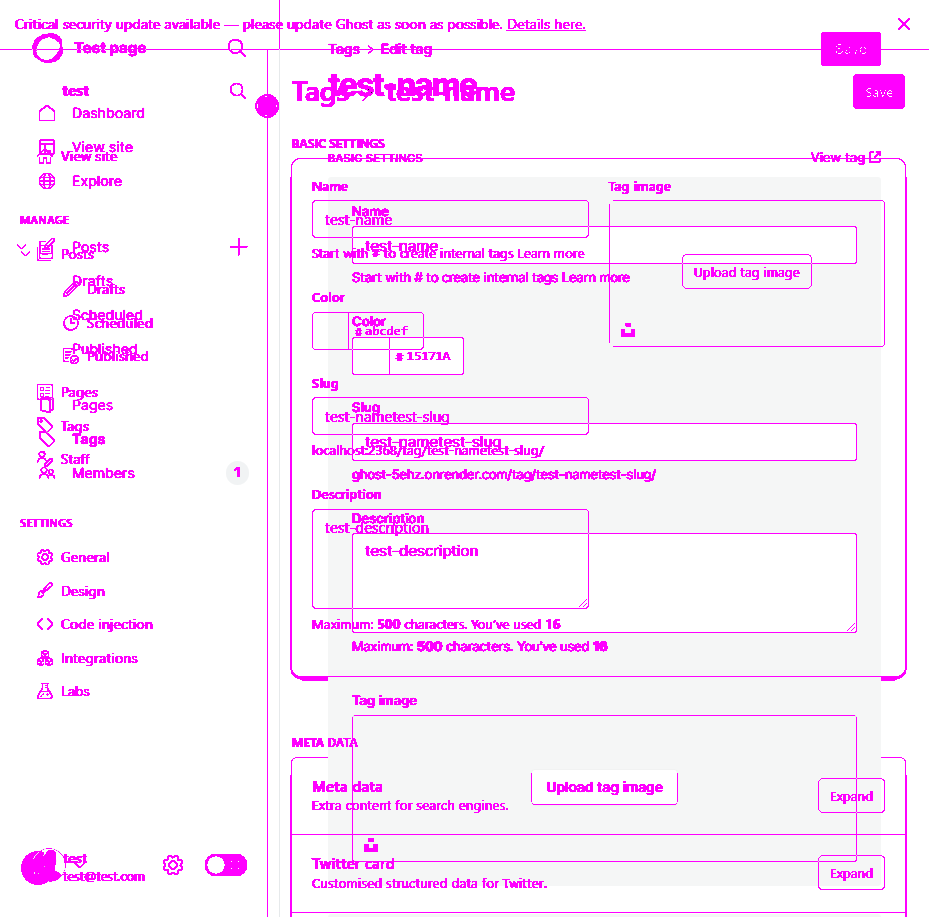 Critical security update available — please update Ghost as soon as possible. Details here.
Test page
Tags > Edit tag
Save
test-name
test
Tags > test-name
Save
Dashboard
BASIC SETTINGS
View site
View site
BASIC SETTINGS
View tag
Explore
Name
Tag image
Name
MANAGE
test-name
Posts
test-name
Posts
Start with # to create internal tags Learn more
Upload tag image
Start with # to create internal tags Learn more
Drafts
Drafts
Color
Scheduled
Scheduled
Color
# abcdef
Published
Published
# 15171A
Slug
Pages
Pages
Slug
test-nametest-slug
Tags
Tags
test-nametest-slug
localhost:2368/tag/test-nametest-slug/
Staff
Members
1
ghost-5ehz.onrender.com/tag/test-nametest-slug/
Description
SETTINGS
Description
test-description
General
test-description
Design
Code injection
Maximum: 500 characters. You've used 16
Maximum: 500 characters. You've used 16
Integrations
Labs
Tag image
META DATA
Meta data
Upload tag image
Expand
Extra content for search engines.
test
test@test.com
Twitter card
Expand
Customised structured data for Twitter.